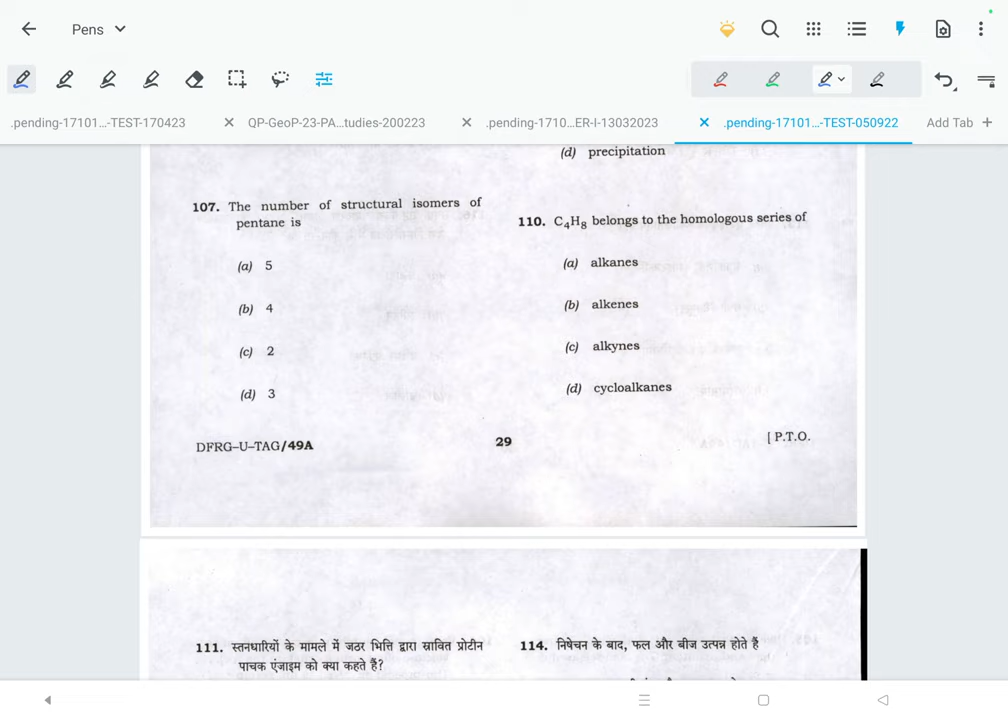 Pens
.pending-17101...-TEST-170423
QP-GeoP-23-PA...tudies-200223
.pending-1710...ER-I-13032023
.pending-17101...-TEST-050922
Add Tab
(d) precipitation
107. The number of structural isomers of
pentane is
(a) 5
(b) 4
(c) 2
(d) 3
110. C₄H₈ belongs to the homologous series of
(a) alkanes
(b) alkenes
(c) alkynes
(d) cycloalkanes
DFRG–U–TAG/49A
29
[ P.T.O.
111. स्तनधारियों के मामले में जठर भित्ति द्वारा स्रावित प्रोटीन
पाचक एंजाइम को क्या कहते हैं?
114. निषेचन के बाद, फल और बीज उत्पन्न होते हैं